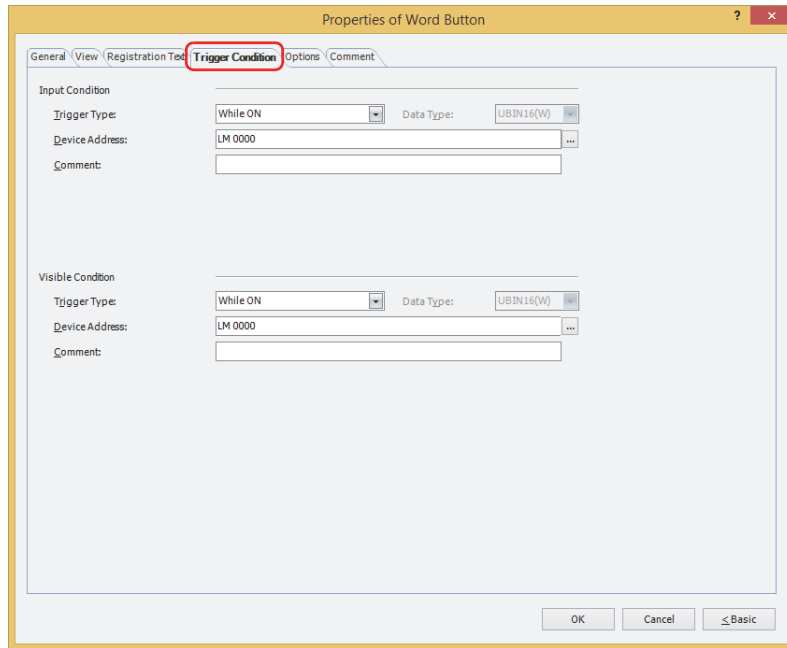 Properties of Word Button
? ×
General View Registration Text Trigger Condition Options Comment
Input Condition
Trigger Type: While ON Data Type: UBIN16(W)
Device Address: LM 0000 ...
Comment:
Visible Condition
Trigger Type: While ON Data Type: UBIN16(W)
Device Address: LM 0000 ...
Comment:
OK Cancel < Basic